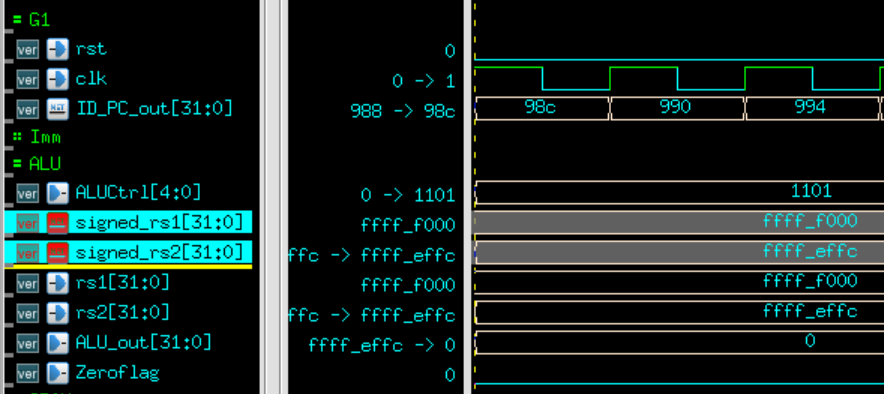 = G1
ver rst 0
ver clk 0 -> 1
ver ID_PC_out[31:0] 988 -> 98c 98c 990 994
Imm
= ALU
ver ALUCtrl[4:0] 0 -> 1101 1101
ver signed_rs1[31:0] ffff_f000 ffff_f000
ver signed_rs2[31:0] ffc -> ffff_effc ffff_effc
ver rs1[31:0] ffff_f000 ffff_f000
ver rs2[31:0] ffc -> ffff_effc ffff_effc
ver ALU_out[31:0] ffff_effc -> 0 0
ver Zeroflag 0